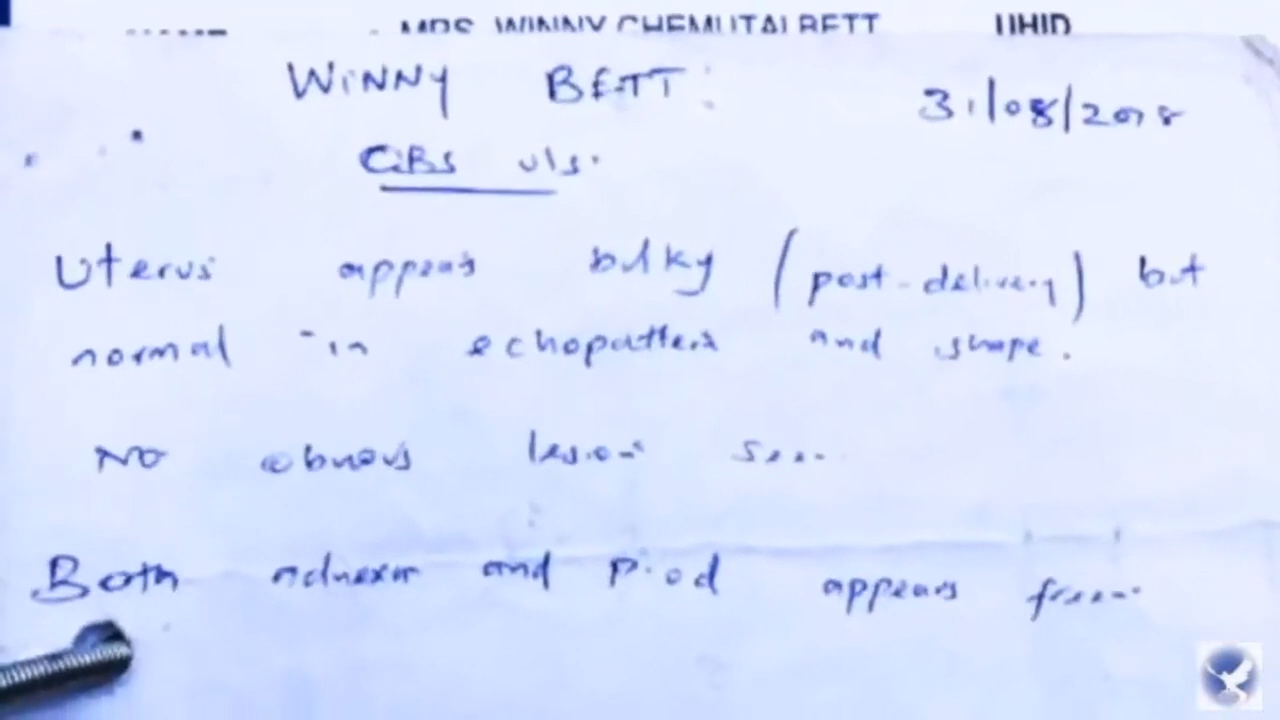 MRS. WINNY CHEMUTAI BETT UHID
WINNY BETT:
31/08/2018
OBS u/s.
Uterus appears bulky (post-delivery) but
normal in echopattern and shape.
No obvious lesion seen
Both adnexa and P.o.d appears free